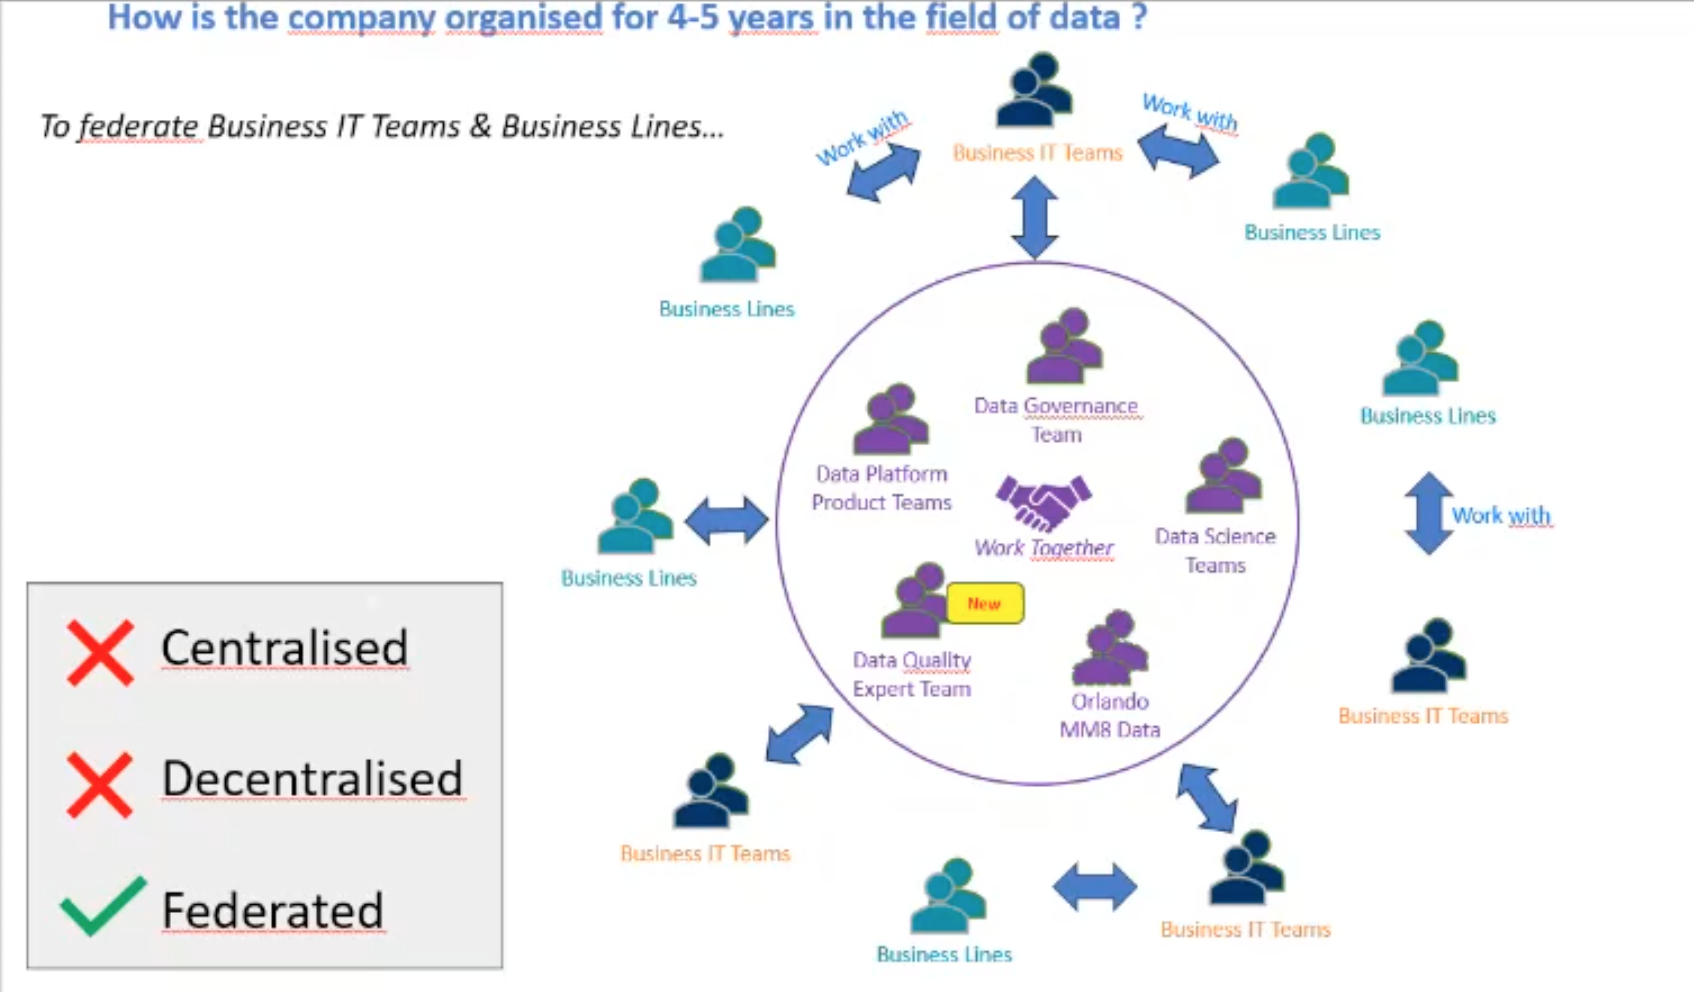 How is the company organised for 4-5 years in the field of data ?
To federate Business IT Teams & Business Lines...
Work with
Business IT Teams
Work with
Business Lines
Business Lines
Data Governance
Team
Business Lines
Data Platform
Product Teams
Work Together
Data Science
Teams
Work with
Business Lines
New
Data Quality
Expert Team
Orlando
MM8 Data
Business IT Teams
Business IT Teams
Business Lines
Business IT Teams
Centralised
Decentralised
Federated